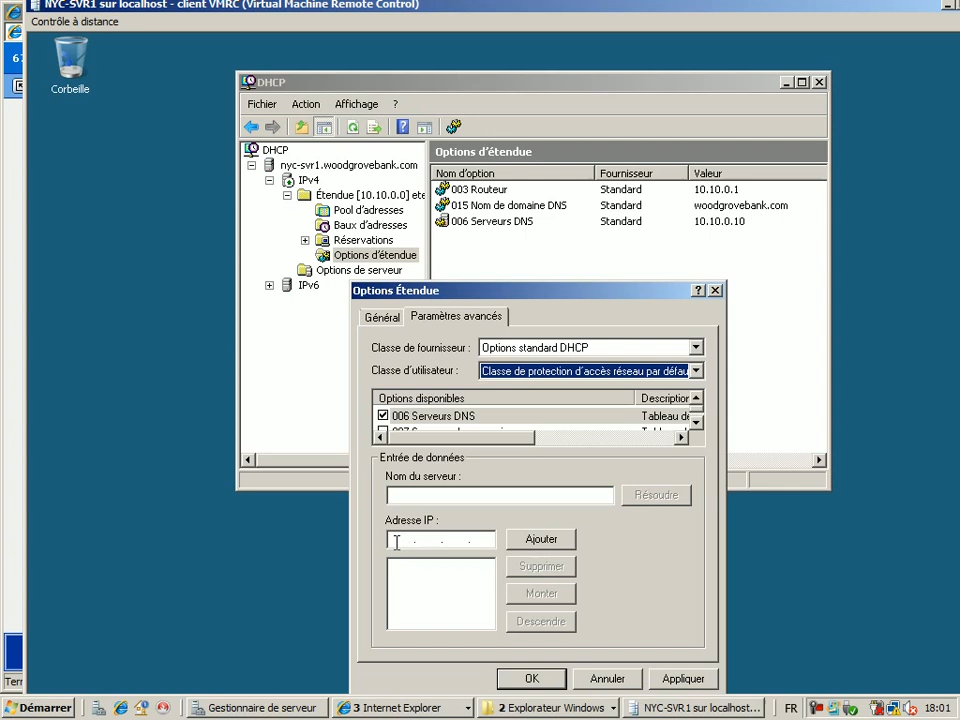 NYC-SVR1 sur localhost - client VMRC (Virtual Machine Remote Control)
Contrôle à distance
Corbeille
DHCP
Fichier Action Affichage ?
DHCP
nyc-svr1.woodgrovebank.com
IPv4
Étendue [10.10.0.0] ete
Pool d'adresses
Baux d'adresses
Réservations
Options d'étendue
Options de serveur
IPv6
Options d'étendue
Nom d'option Fournisseur Valeur
003 Routeur Standard 10.10.0.1
015 Nom de domaine DNS Standard woodgrovebank.com
006 Serveurs DNS Standard 10.10.0.10
Options Étendue
Général Paramètres avancés
Classe de fournisseur : Options standard DHCP
Classe d'utilisateur : Classe de protection d'accès réseau par défau
Options disponibles Description
006 Serveurs DNS Tableau de
Entrée de données
Nom du serveur :
Résoudre
Adresse IP :
Ajouter
Supprimer
Monter
Descendre
OK Annuler Appliquer
67
Terr
Démarrer Gestionnaire de serveur 3 Internet Explorer 2 Explorateur Windows NYC-SVR1 sur localhost... FR 18:01